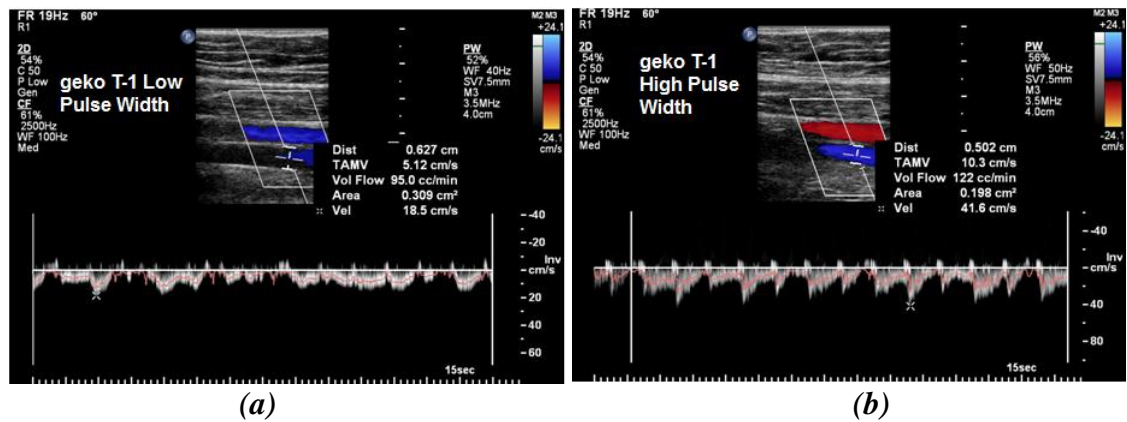 FR 19Hz 60°
R1
2D
54%
C 50
P Low
Gen
CF
61%
2500Hz
WF 100Hz
Med
geko T-1 Low
Pulse Width
P
PW
52%
WF 40Hz
SV7.5mm
M3
3.5MHz
4.0cm
M2 M3
+24.1
-24.1
cm/s
Dist 0.627 cm
TAMV 5.12 cm/s
Vol Flow 95.0 cc/min
Area 0.309 cm²
Vel 18.5 cm/s
-40
-20
Inv
cm/s
20
-40
-60
15sec
(a)
FR 19Hz 60°
R1
2D
54%
C 50
P Low
Gen
CF
61%
2500Hz
WF 100Hz
Med
geko T-1
High Pulse
Width
P
PW
56%
WF 50Hz
SV7.5mm
M3
3.5MHz
4.0cm
M2 M3
+24.1
-24.1
cm/s
Dist 0.502 cm
TAMV 10.3 cm/s
Vol Flow 122 cc/min
Area 0.198 cm²
Vel 41.6 cm/s
-40
Inv
cm/s
40
-80
15sec
(b)